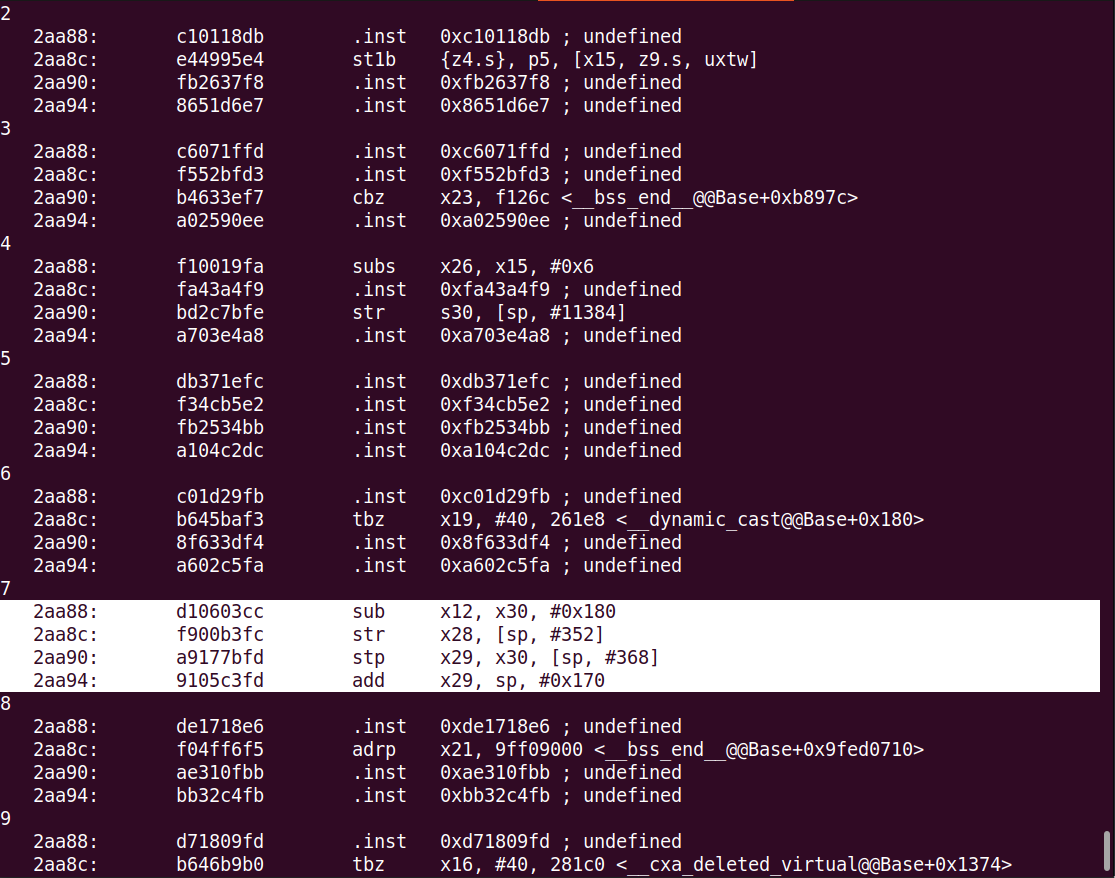 2
2aa88: c10118db .inst 0xc10118db ; undefined
2aa8c: e44995e4 st1b {z4.s}, p5, [x15, z9.s, uxtw]
2aa90: fb2637f8 .inst 0xfb2637f8 ; undefined
2aa94: 8651d6e7 .inst 0x8651d6e7 ; undefined
3
2aa88: c6071ffd .inst 0xc6071ffd ; undefined
2aa8c: f552bfd3 .inst 0xf552bfd3 ; undefined
2aa90: b4633ef7 cbz x23, f126c <__bss_end__@@Base+0xb897c>
2aa94: a02590ee .inst 0xa02590ee ; undefined
4
2aa88: f10019fa subs x26, x15, #0x6
2aa8c: fa43a4f9 .inst 0xfa43a4f9 ; undefined
2aa90: bd2c7bfe str s30, [sp, #11384]
2aa94: a703e4a8 .inst 0xa703e4a8 ; undefined
5
2aa88: db371efc .inst 0xdb371efc ; undefined
2aa8c: f34cb5e2 .inst 0xf34cb5e2 ; undefined
2aa90: fb2534bb .inst 0xfb2534bb ; undefined
2aa94: a104c2dc .inst 0xa104c2dc ; undefined
6
2aa88: c01d29fb .inst 0xc01d29fb ; undefined
2aa8c: b645baf3 tbz x19, #40, 261e8 <__dynamic_cast@@Base+0x180>
2aa90: 8f633df4 .inst 0x8f633df4 ; undefined
2aa94: a602c5fa .inst 0xa602c5fa ; undefined
7
2aa88: d10603cc sub x12, x30, #0x180
2aa8c: f900b3fc str x28, [sp, #352]
2aa90: a9177bfd stp x29, x30, [sp, #368]
2aa94: 9105c3fd add x29, sp, #0x170
8
2aa88: de1718e6 .inst 0xde1718e6 ; undefined
2aa8c: f04ff6f5 adrp x21, 9ff09000 <__bss_end__@@Base+0x9fed0710>
2aa90: ae310fbb .inst 0xae310fbb ; undefined
2aa94: bb32c4fb .inst 0xbb32c4fb ; undefined
9
2aa88: d71809fd .inst 0xd71809fd ; undefined
2aa8c: b646b9b0 tbz x16, #40, 281c0 <__cxa_deleted_virtual@@Base+0x1374>